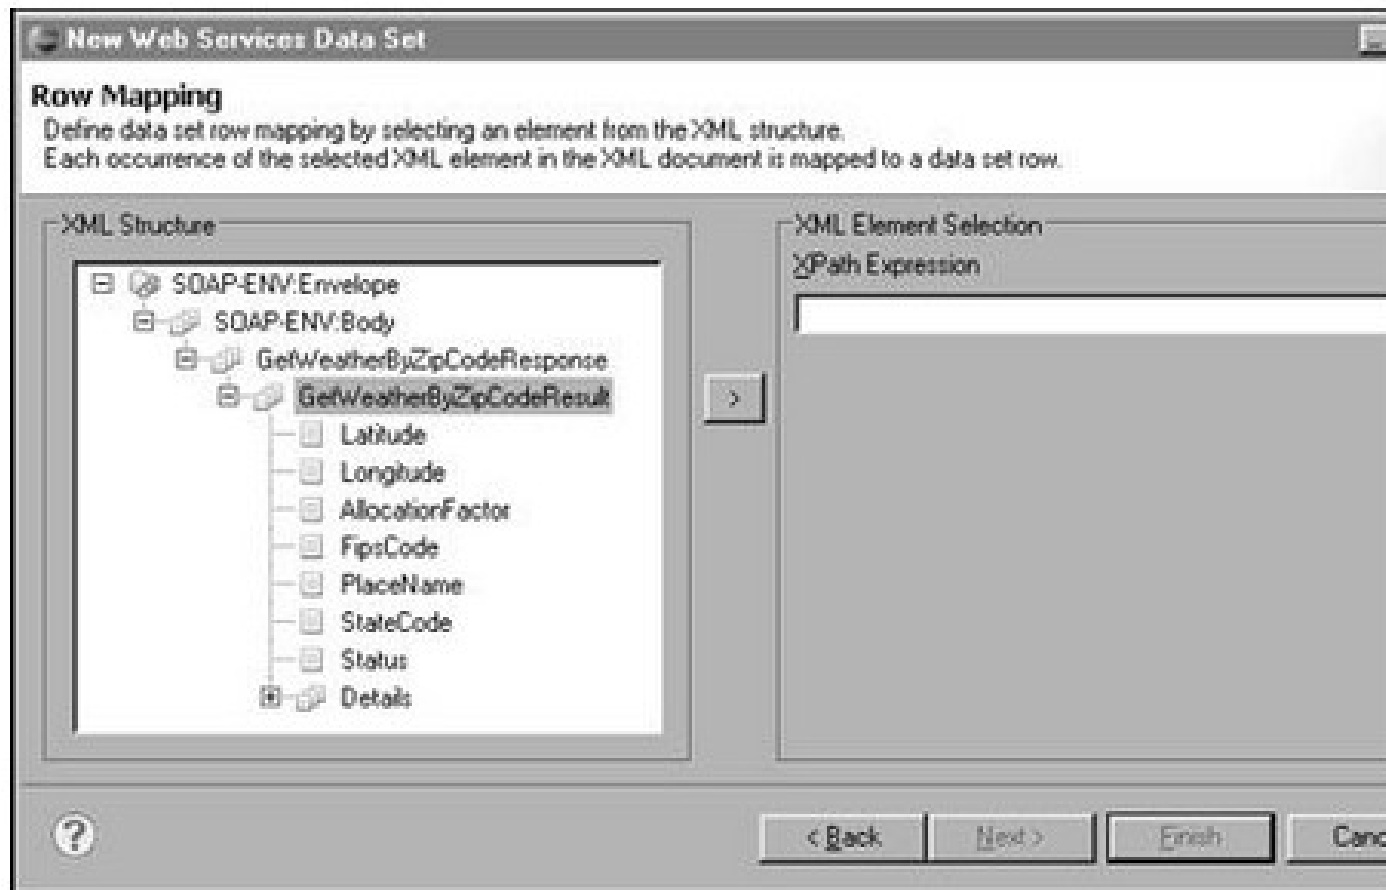 New Web Services Data Set
Row Mapping
Define data set row mapping by selecting an element from the XML structure.
Each occurrence of the selected XML element in the XML document is mapped to a data set row.
XML Structure
SOAP-ENV:Envelope
SOAP-ENV:Body
GetWeatherByZipCodeResponse
GetWeatherByZipCodeResult
Latitude
Longitude
AllocationFactor
FipsCode
PlaceName
StateCode
Status
Details
>
XML Element Selection
XPath Expression
?
< Back
Next >
Finish
Canc